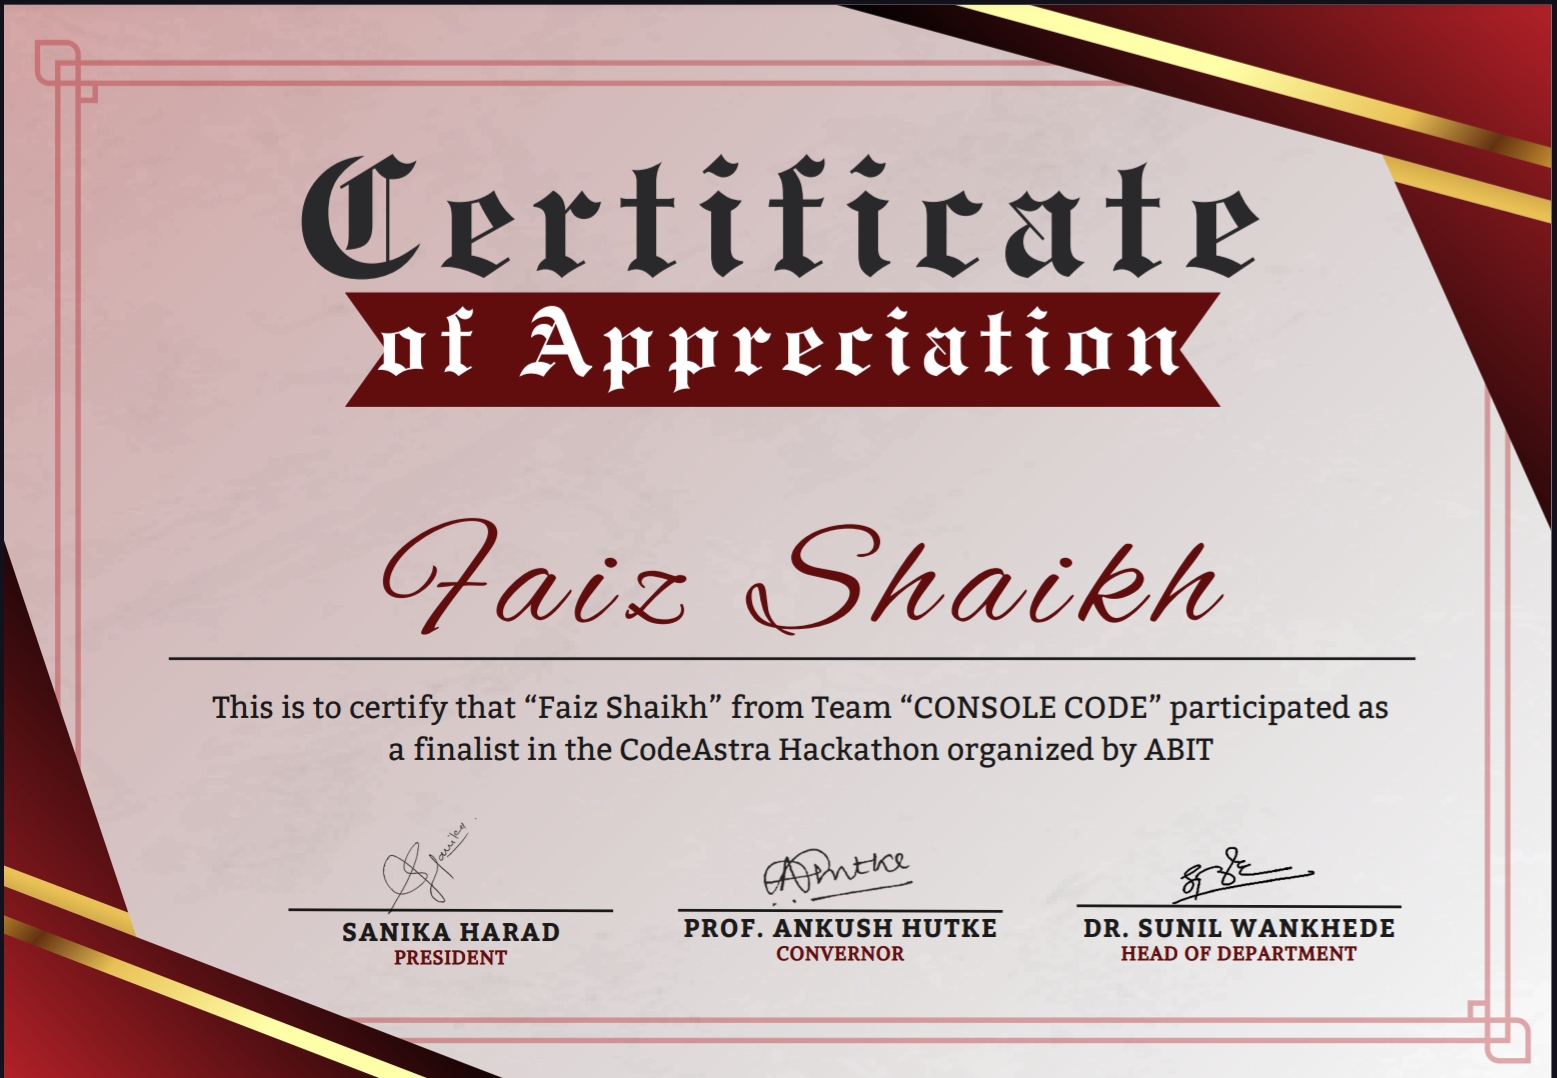 Certificate
of Appreciation
Faiz Shaikh
This is to certify that “Faiz Shaikh” from Team “CONSOLE CODE” participated as
a finalist in the CodeAstra Hackathon organized by ABIT
Sanika
AHutke
SANIKA HARAD
PRESIDENT
PROF. ANKUSH HUTKE
CONVERNOR
DR. SUNIL WANKHEDE
HEAD OF DEPARTMENT